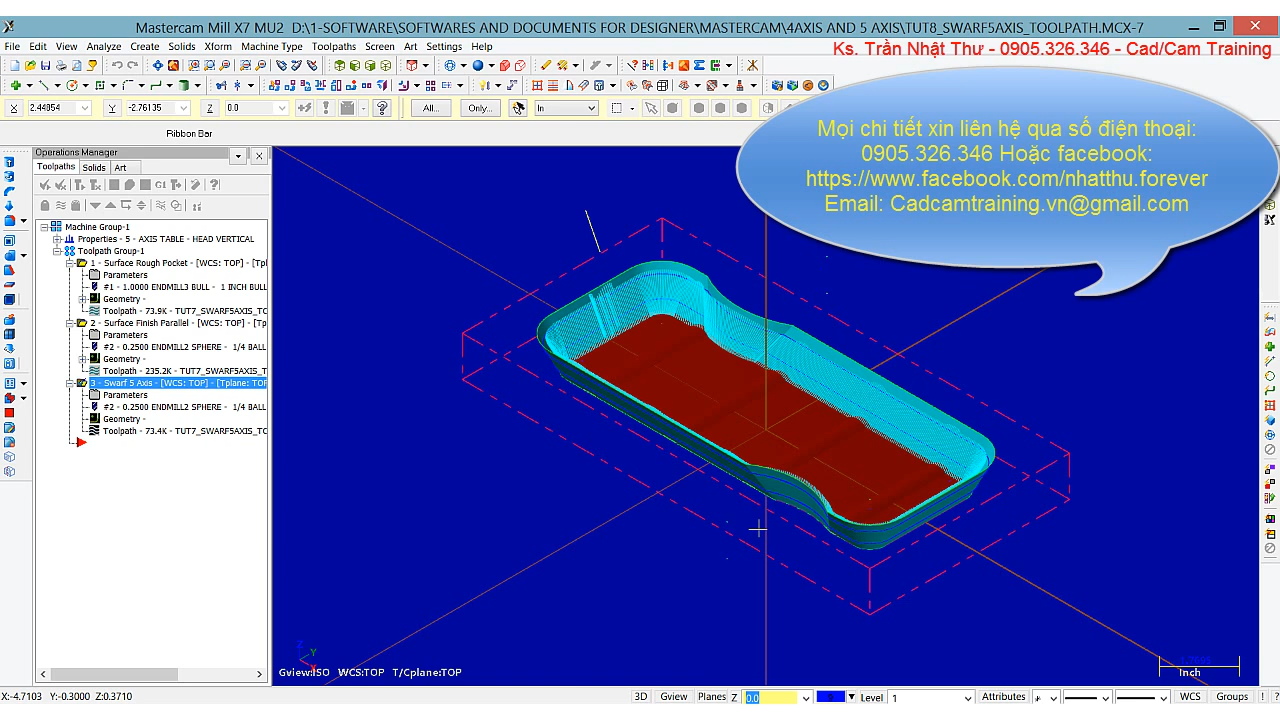 Mastercam Mill X7 MU2 D:\1-SOFTWARE\SOFTWARES AND DOCUMENTS FOR DESIGNER\MASTERCAM\4AXIS AND 5 AXIS\TUT8_SWARF5AXIS_TOOLPATH.MCX-7
File Edit View Analyze Create Solids Xform Machine Type Toolpaths Screen Art Settings Help
Ks. Trần Nhật Thư - 0905.326.346 - Cad/Cam Training
X 2.44854 Y -2.76135 Z 0.0 All... Only... In
Ribbon Bar
Mọi chi tiết xin liên hệ qua số điện thoại:
0905.326.346 Hoặc facebook:
https://www.facebook.com/nhatthu.forever
Email: Cadcamtraining.vn@gmail.com
Operations Manager
Toolpaths Solids Art
G1
Machine Group-1
Properties - 5 - AXIS TABLE - HEAD VERTICAL
Toolpath Group-1
1 - Surface Rough Pocket - [WCS: TOP] - [Tpl
Parameters
#1 - 1.0000 ENDMILL3 BULL - 1 INCH BULL
Geometry -
Toolpath - 73.9K - TUT7_SWARF5AXIS_TC
2 - Surface Finish Parallel - [WCS: TOP] - [Tp
Parameters
#2 - 0.2500 ENDMILL2 SPHERE - 1/4 BALL
Geometry -
Toolpath - 235.2K - TUT7_SWARF5AXIS_T
3 - Swarf 5 Axis - [WCS: TOP] - [Tplane: TOP
Parameters
#2 - 0.2500 ENDMILL2 SPHERE - 1/4 BALL
Geometry -
Toolpath - 73.4K - TUT7_SWARF5AXIS_TC
Z
Y
X
Gview:ISO WCS:TOP T/Cplane:TOP
Inch
X:-4.7103 Y:-0.3000 Z:0.3710
3D Gview Planes Z 0.0 Level 1 Attributes WCS Groups ! ?